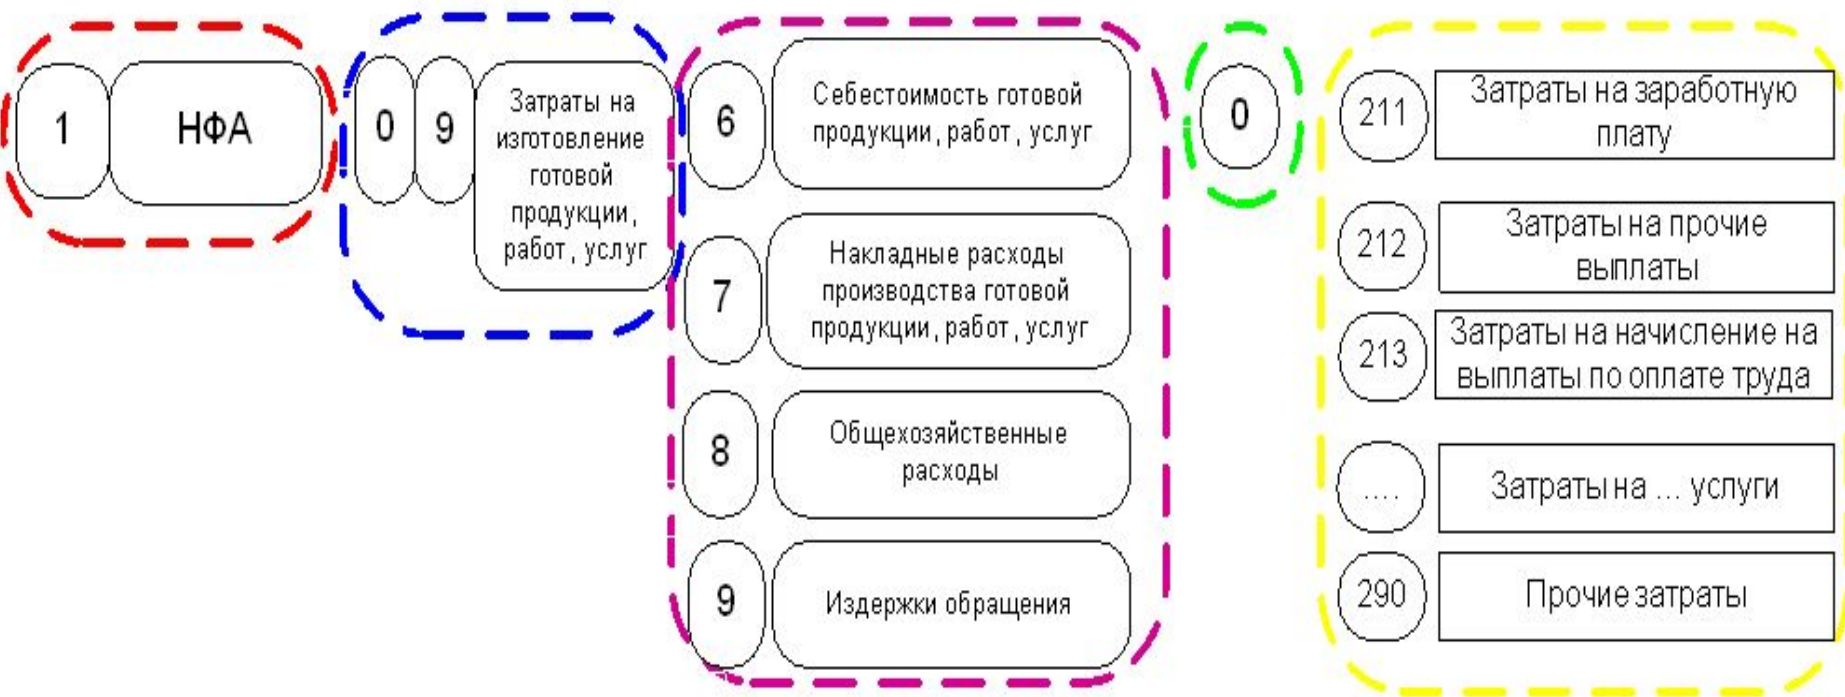 1
НФА
0
9
Затраты на
изготовление
готовой
продукции,
работ, услуг
6
Себестоимость готовой
продукции, работ, услуг
7
Накладные расходы
производства готовой
продукции, работ, услуг
8
Общехозяйственные
расходы
9
Издержки обращения
0
211
Затраты на заработную
плату
212
Затраты на прочие
выплаты
213
Затраты на начисление на
выплаты по оплате труда
....
Затраты на ... услуги
290
Прочие затраты